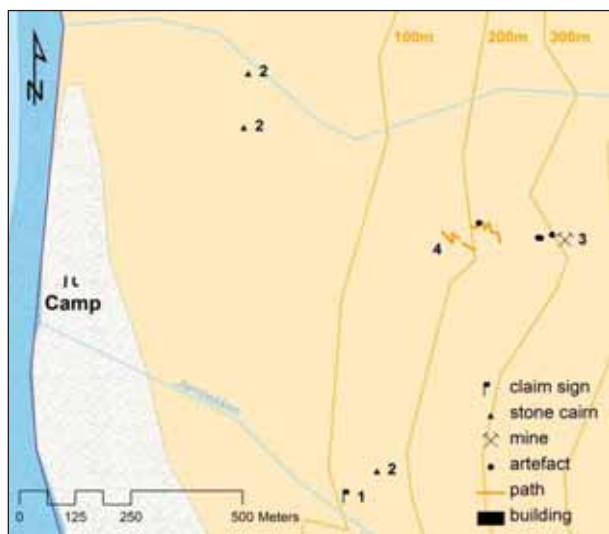 100m 200m 300m
N
2
2
3
4
Camp
2
1
claim sign
stone cairn
mine
artefact
path
building
0 125 250 500 Meters